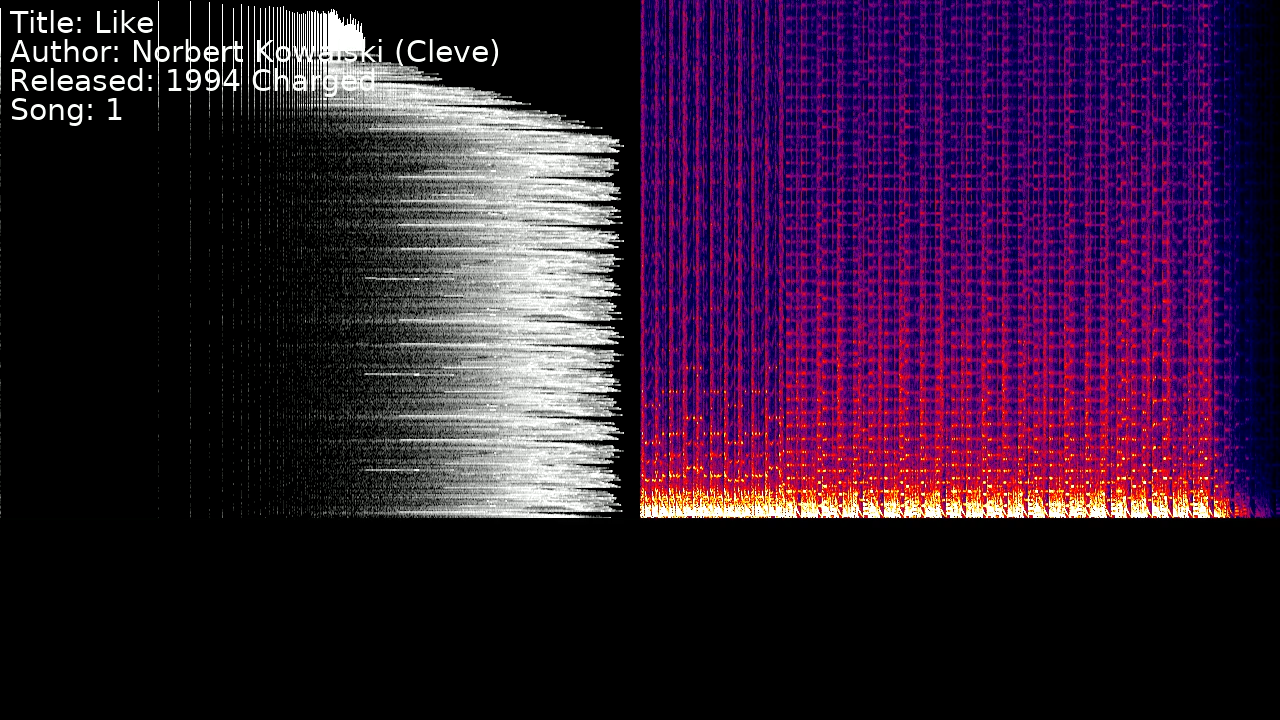 Title: Like
Author: Norbert Kowalski (Cleve)
Released: 1994 Charged
Song: 1